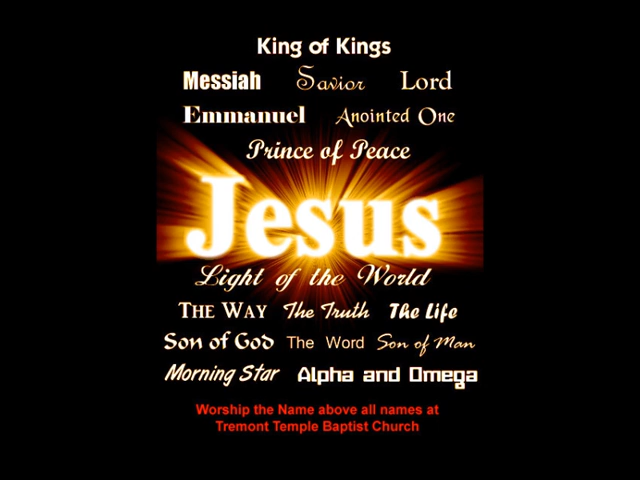 King of Kings
Messiah Savior Lord
Emmanuel Anointed One
Prince of Peace
Jesus
Light of the World
The Way The Truth The Life
Son of God The Word Son of Man
Morning Star Alpha and Omega
Worship the Name above all names at
Tremont Temple Baptist Church